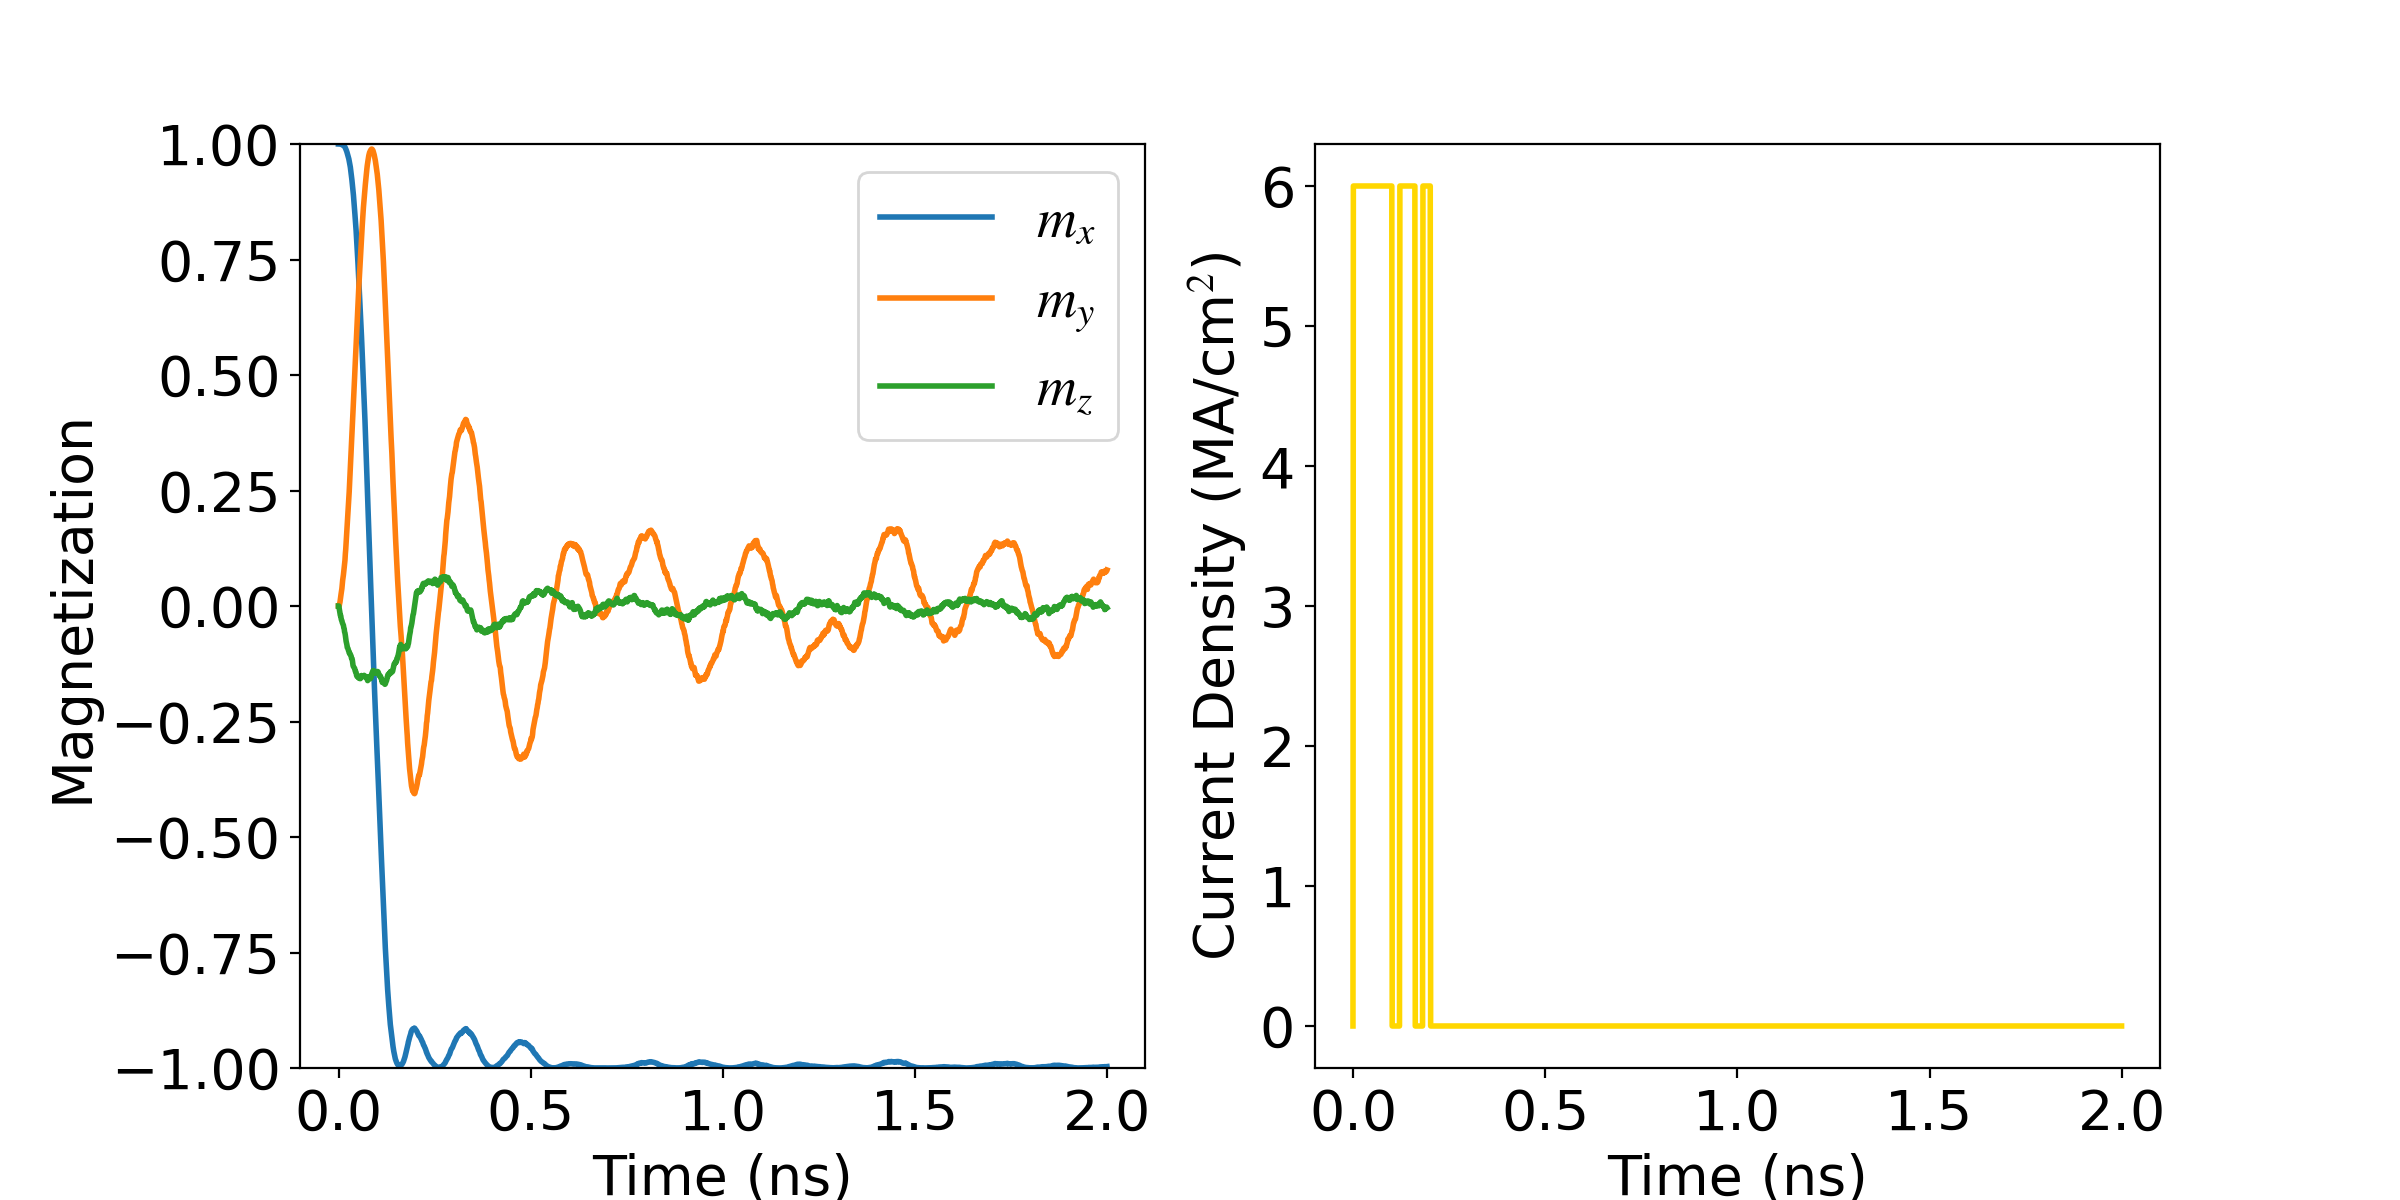 1.00
0.75
0.50
0.25
0.00
−0.25
−0.50
−0.75
−1.00
Magnetization
0.0 0.5 1.0 1.5 2.0
Time (ns)
m_x
m_y
m_z
6
5
4
3
2
1
0
Current Density (MA/cm²)
0.0 0.5 1.0 1.5 2.0
Time (ns)